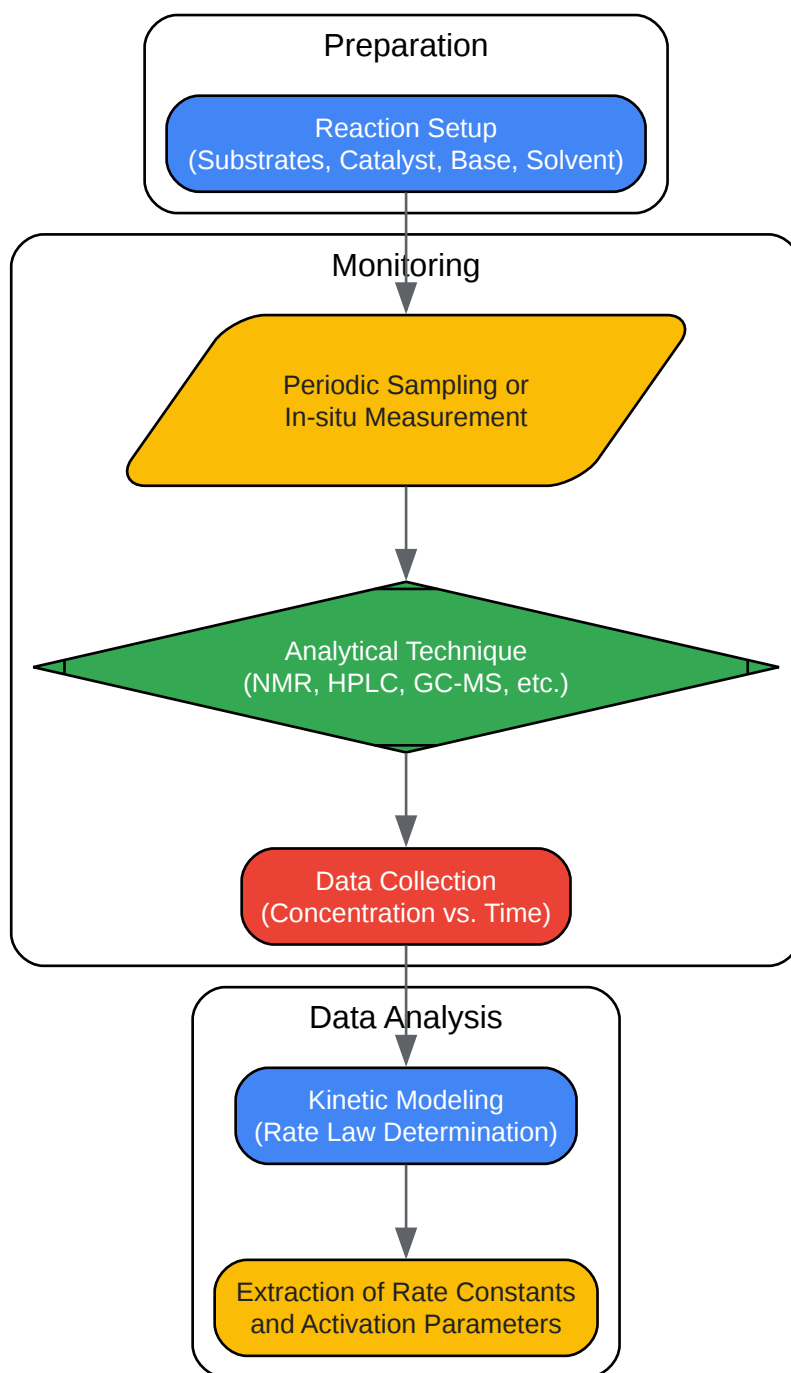 Preparation
Reaction Setup
(Substrates, Catalyst, Base, Solvent)
Monitoring
Periodic Sampling or
In-situ Measurement
Analytical Technique
(NMR, HPLC, GC-MS, etc.)
Data Collection
(Concentration vs. Time)
Data Analysis
Kinetic Modeling
(Rate Law Determination)
Extraction of Rate Constants
and Activation Parameters